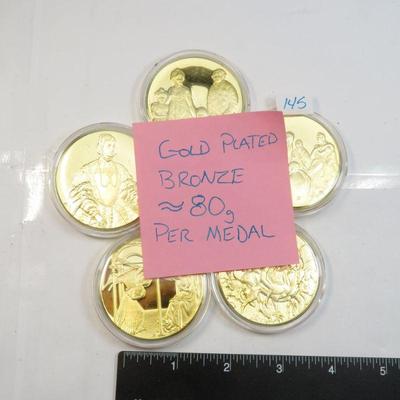 145
GOLD PLATED
BRONZE
≈80g
PER MEDAL
1 2 3 4 5